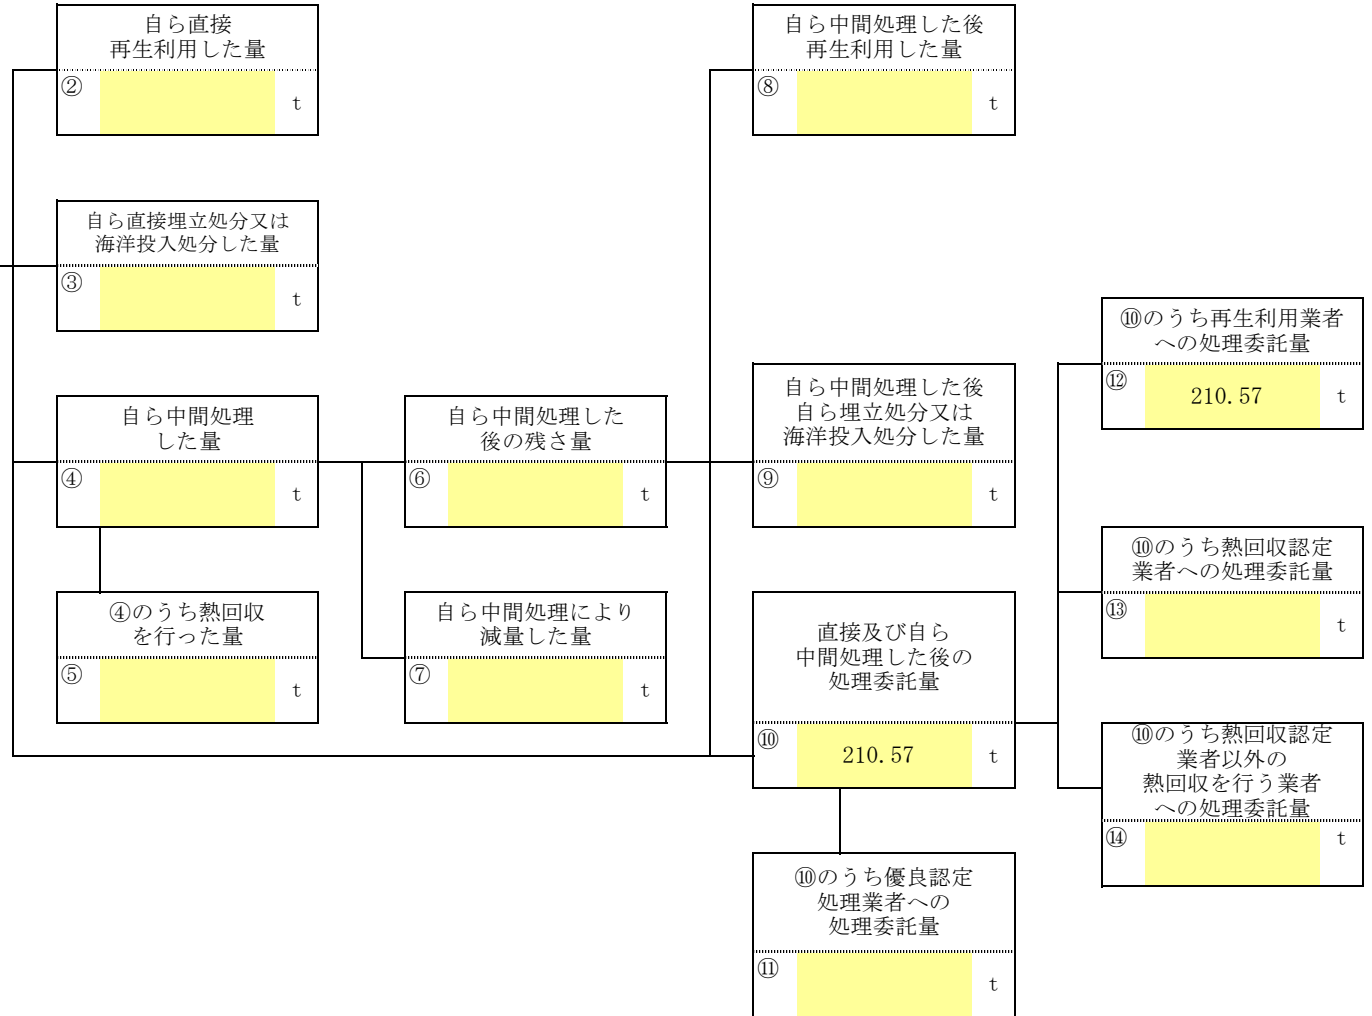 自ら直接
再生利用した量
②
t
自ら中間処理した後
再生利用した量
⑧
t
自ら直接埋立処分又は
海洋投入処分した量
③
t
⑩のうち再生利用業者
への処理委託量
⑫
210.57
t
自ら中間処理
した量
④
t
自ら中間処理した
後の残さ量
⑥
t
自ら中間処理した後
自ら埋立処分又は
海洋投入処分した量
⑨
t
⑩のうち熱回収認定
業者への処理委託量
⑬
t
④のうち熱回収
を行った量
⑤
t
自ら中間処理により
減量した量
⑦
t
直接及び自ら
中間処理した後の
処理委託量
⑩
210.57
t
⑩のうち熱回収認定
業者以外の
熱回収を行う業者
への処理委託量
⑭
t
⑩のうち優良認定
処理業者への
処理委託量
⑪
t